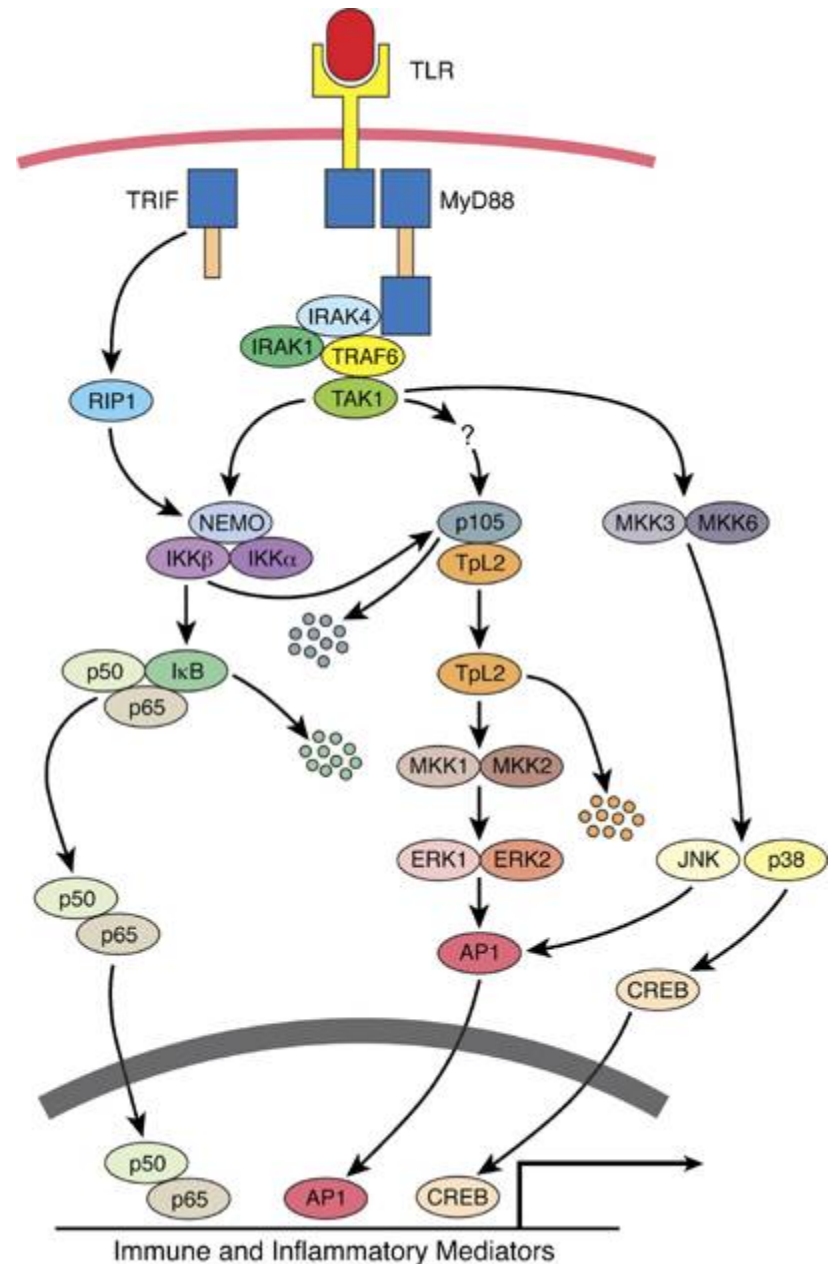 TLR
TRIF
MyD88
IRAK4
IRAK1
TRAF6
RIP1
TAK1
?
NEMO
p105
MKK3
MKK6
IKKβ
IKKα
TpL2
p50
IκB
TpL2
p65
MKK1
MKK2
ERK1
ERK2
JNK
p38
p50
p65
AP1
CREB
p50
p65
AP1
CREB
Immune and Inflammatory Mediators